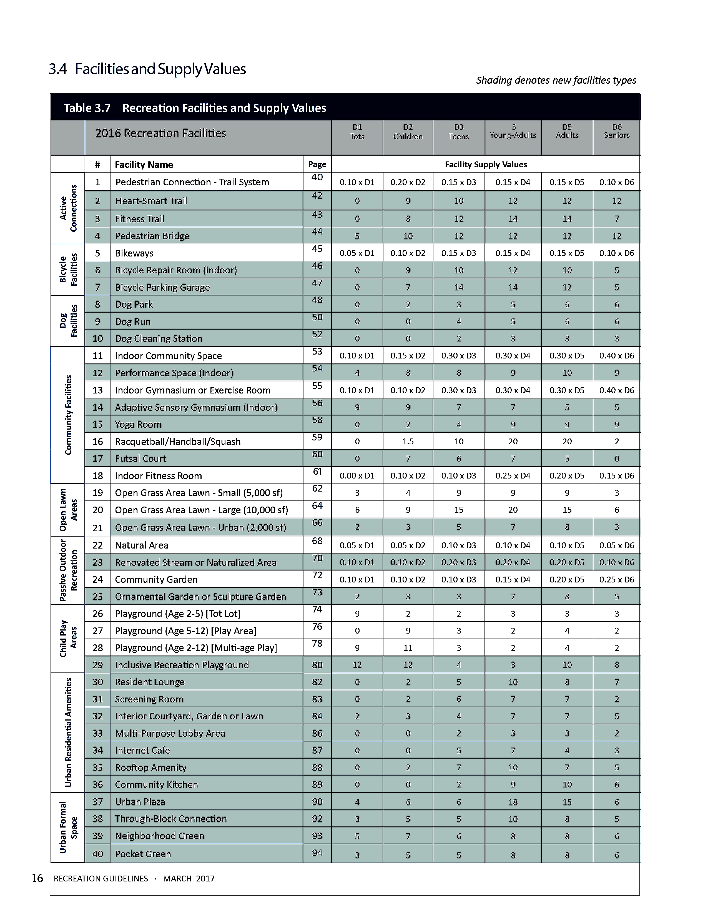 3.4 Facilities and Supply Values
Shading denotes new facilities types
Table 3.7 Recreation Facilities and Supply Values
2016 Recreation Facilities D1 Tots D2 Children D3 Teens Young-Adults D5 Adults D6 Seniors
# Facility Name Page Facility Supply Values
Active Connections
1 Pedestrian Connection - Trail System 40 0.10 x D1 0.20 x D2 0.15 x D3 0.15 x D4 0.15 x D5 0.10 x D6
2 Heart-Smart Trail 42 0 9 10 12 12 12
3 Fitness Trail 43 0 8 12 14 14 7
4 Pedestrian Bridge 44 5 10 12 12 12 12
Bicycle Facilities
5 Bikeways 45 0.05 x D1 0.10 x D2 0.15 x D3 0.15 x D4 0.15 x D5 0.10 x D6
6 Bicycle Repair Room (Indoor) 46 0 9 10 12 10 5
7 Bicycle Parking Garage 47 0 7 14 14 12 5
Dog Facilities
8 Dog Park 48 0 2 3 5 6 6
9 Dog Run 50 0 0 4 5 6 6
10 Dog Cleaning Station 52 0 0 2 3 3 3
Community Facilities
11 Indoor Community Space 53 0.10 x D1 0.15 x D2 0.30 x D3 0.30 x D4 0.30 x D5 0.40 x D6
12 Performance Space (Indoor) 54 4 8 8 9 10 9
13 Indoor Gymnasium or Exercise Room 55 0.10 x D1 0.10 x D2 0.30 x D3 0.30 x D4 0.30 x D5 0.40 x D6
14 Adaptive Sensory Gymnasium (Indoor) 56 9 9 7 7 5 5
15 Yoga Room 58 0 2 4 9 9 9
16 Racquetball/Handball/Squash 59 0 1.5 10 20 20 2
17 Futsal Court 60 0 7 6 7 5 0
18 Indoor Fitness Room 61 0.00 x D1 0.10 x D2 0.10 x D3 0.25 x D4 0.20 x D5 0.15 x D6
Open Lawn Areas
19 Open Grass Area Lawn - Small (5,000 sf) 62 3 4 9 9 9 3
20 Open Grass Area Lawn - Large (10,000 sf) 64 6 9 15 20 15 6
21 Open Grass Area Lawn - Urban (2,000 sf) 66 2 3 5 7 8 3
Passive Outdoor Recreation
22 Natural Area 68 0.05 x D1 0.05 x D2 0.10 x D3 0.10 x D4 0.10 x D5 0.05 x D6
23 Renovated Stream or Naturalized Area 70 0.10 x D1 0.10 x D2 0.20 x D3 0.20 x D4 0.20 x D5 0.10 x D6
24 Community Garden 72 0.10 x D1 0.10 x D2 0.10 x D3 0.15 x D4 0.20 x D5 0.25 x D6
25 Ornamental Garden or Sculpture Garden 73 2 3 3 7 8 5
Child Play Areas
26 Playground (Age 2-5) [Tot Lot] 74 9 2 2 3 3 3
27 Playground (Age 5-12) [Play Area] 76 0 9 3 2 4 2
28 Playground (Age 2-12) [Multi-age Play] 78 9 11 3 2 4 2
29 Inclusive Recreation Playground 80 12 12 4 3 10 8
Urban Residential Amenities
30 Resident Lounge 82 0 2 5 10 8 7
31 Screening Room 83 0 2 6 7 7 2
32 Interior Courtyard, Garden or Lawn 84 2 3 4 7 7 5
33 Multi-Purpose Lobby Area 86 0 0 2 3 3 2
34 Internet Cafe 87 0 0 5 7 4 3
35 Rooftop Amenity 88 0 2 7 10 7 5
36 Community Kitchen 89 0 0 2 9 10 6
Urban Formal Space
37 Urban Plaza 90 4 6 6 18 15 6
38 Through-Block Connection 92 3 5 5 10 8 5
39 Neighborhood Green 93 5 7 6 8 8 6
40 Pocket Green 94 3 5 5 8 8 6
16 RECREATION GUIDELINES · MARCH 2017